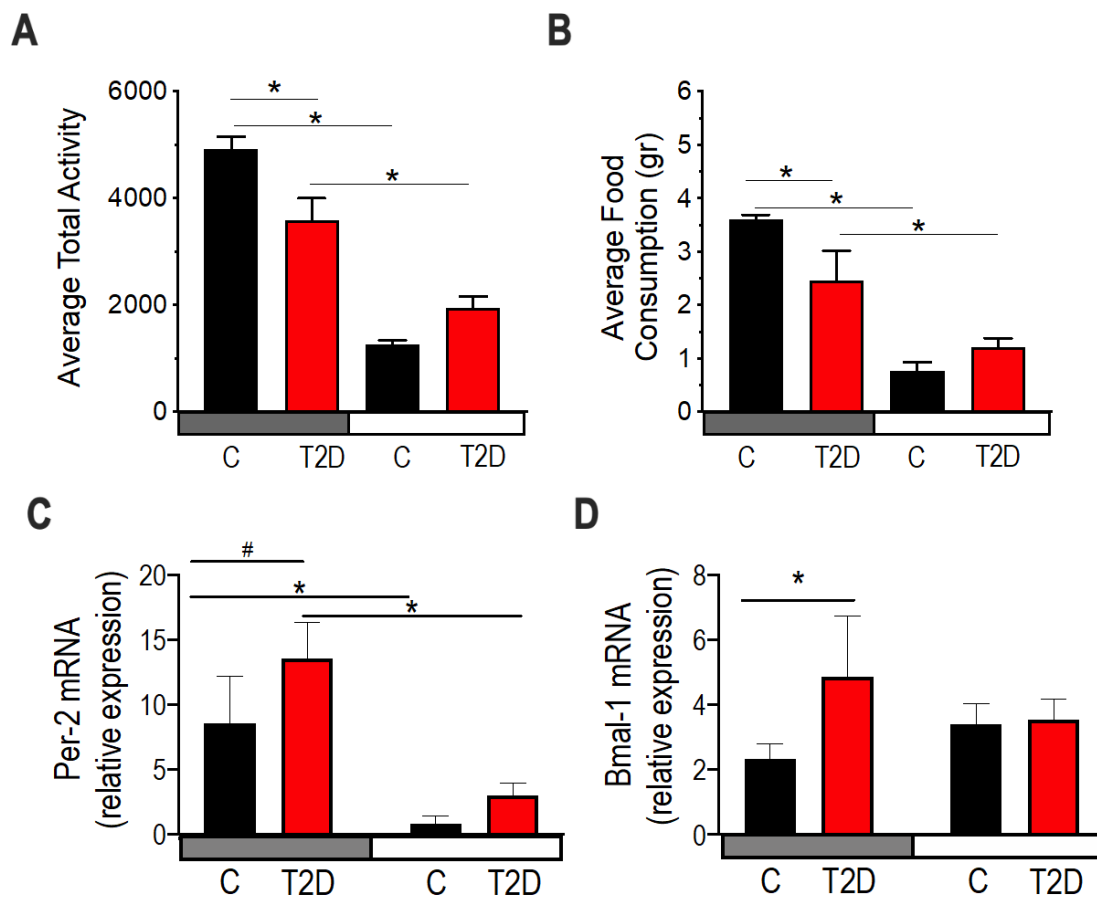 A
Average Total Activity
6000
4000
2000
0
*
*
*
C T2D C T2D
B
Average Food
Consumption (gr)
6
5
4
3
2
1
0
*
*
*
C T2D C T2D
C
Per-2 mRNA
(relative expression)
20
15
10
5
0
#
*
*
C T2D C T2D
D
Bmal-1 mRNA
(relative expression)
8
6
4
2
0
*
C T2D C T2D